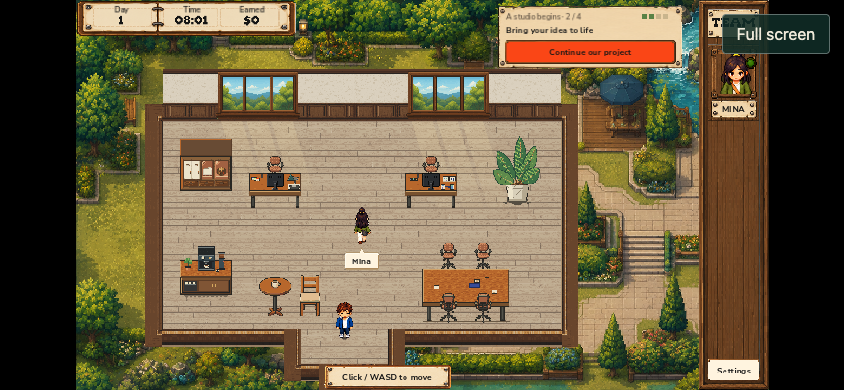 Day
1
Time
08:01
Earned
$0
A studio begins · 2 / 4
Bring your idea to life
Continue our project
TEAM
Full screen
MINA
Mina
Click / WASD to move
Settings